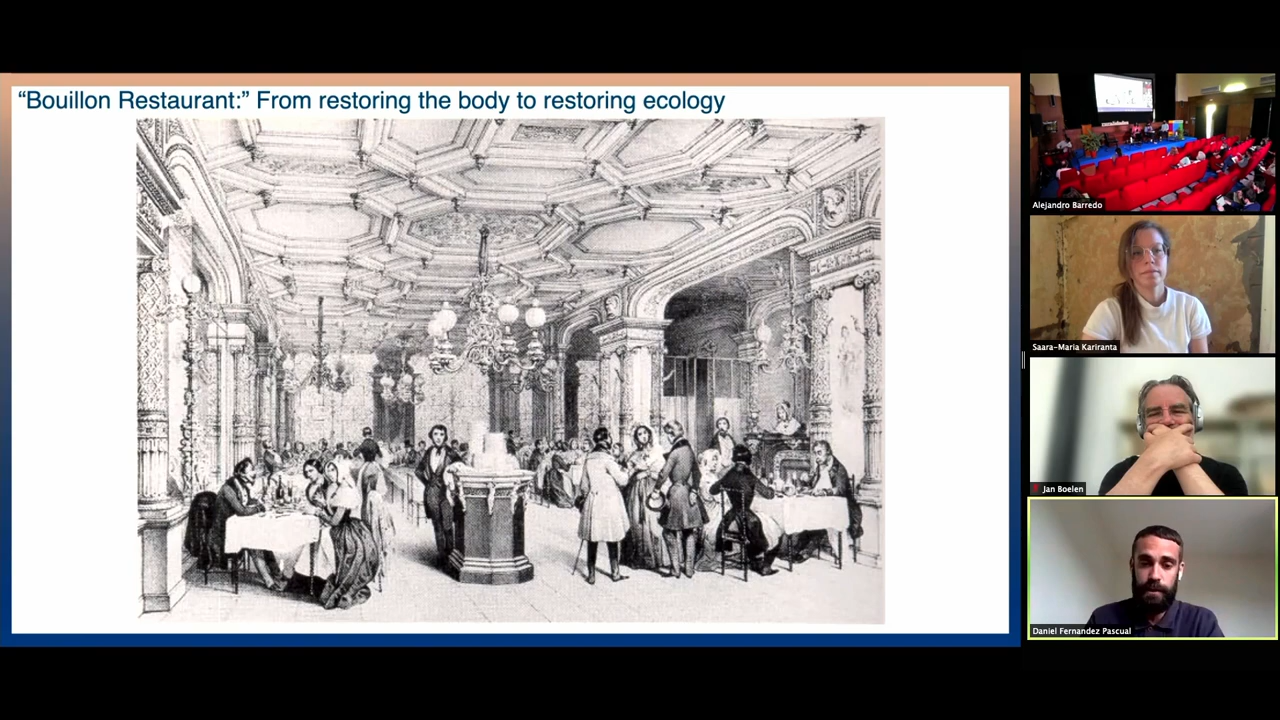 “Bouillon Restaurant:” From restoring the body to restoring ecology
Alejandro Barredo
Saara-Maria Kariranta
Jan Boelen
Daniel Fernandez Pascual